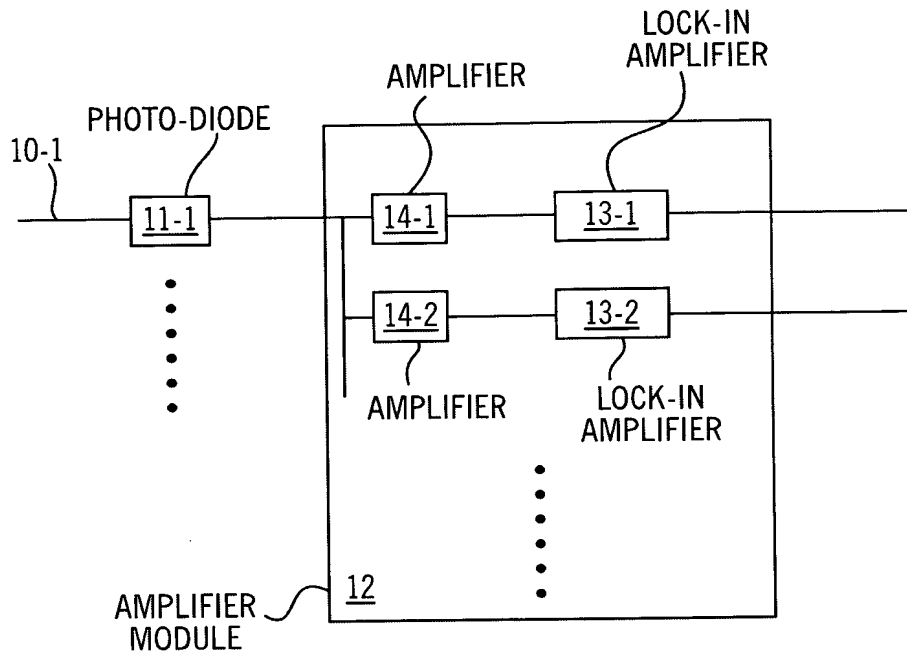 LOCK-IN
AMPLIFIER
AMPLIFIER
PHOTO-DIODE
10-1
11-1
14-1
13-1
14-2
13-2
AMPLIFIER
LOCK-IN
AMPLIFIER
12
AMPLIFIER
MODULE